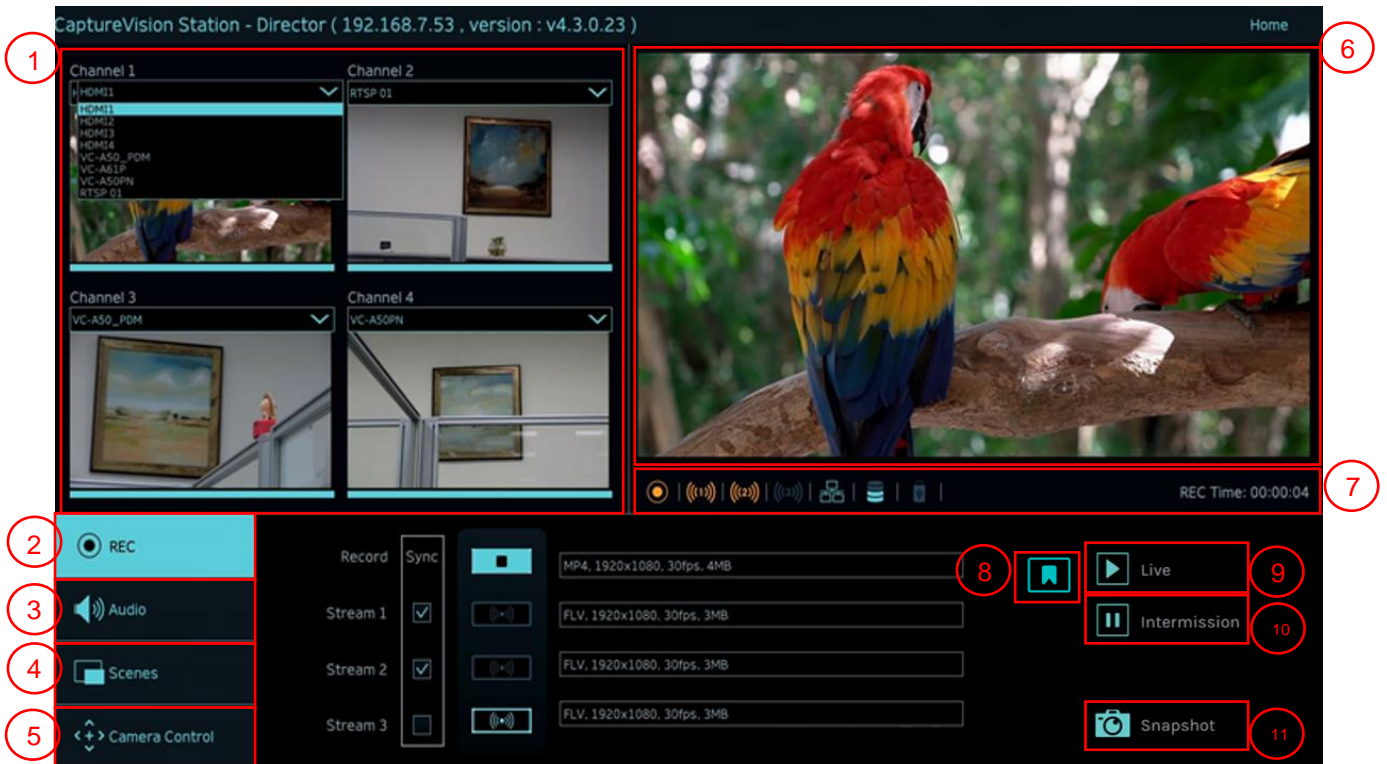 CaptureVision Station - Director ( 192.168.7.53 , version : v4.3.0.23 )
Home
1
6
Channel 1
Channel 2
HDMI1
RTSP 01
HDMI1
HDMI2
HDMI3
HDMI4
VC-A50_PDM
VC-A61P
VC-A50PN
RTSP 01
Channel 3
Channel 4
VC-A50_PDM
VC-A50PN
((1)) ((2)) ((3))
REC Time: 00:00:04
7
2
REC
Record
Sync
MP4, 1920x1080, 30fps, 4MB
8
Live
9
3
Audio
Stream 1
FLV, 1920x1080, 30fps, 3MB
Intermission
10
4
Scenes
Stream 2
FLV, 1920x1080, 30fps, 3MB
5
Camera Control
Stream 3
FLV, 1920x1080, 30fps, 3MB
Snapshot
11